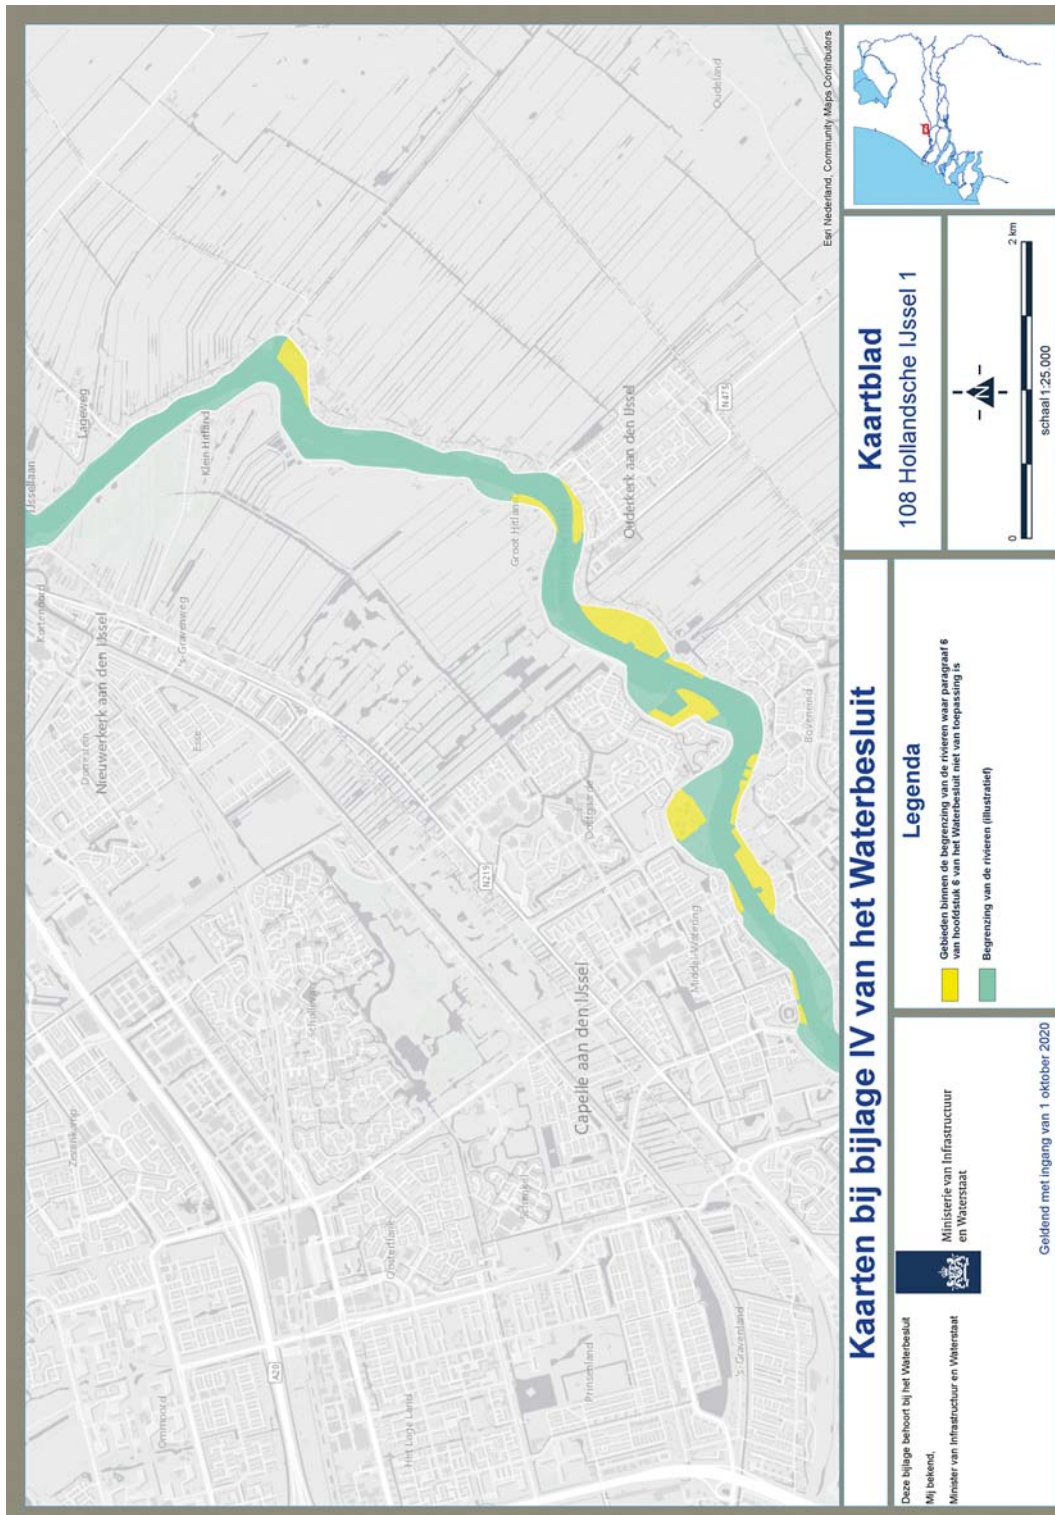 Zevenkamp
Ommoord
A20
Het Lage Land
Oosterflank
Prinsenland
's-Gravenland
Schollevaar
Capelle aan den IJssel
Middelwatering
N219
Oostgaarde
Dorrestein
Nieuwerkerk aan den IJssel
Esse
Kortenoord
's-Gravenweg
IJssellaan
Lageweg
Klein Hitland
Groot Hitland
Ouderkerk aan den IJssel
N475
Boveneind
Oudeland
Esri Nederland, Community Maps Contributors
Kaarten bij bijlage IV van het Waterbesluit
Deze bijlage behoort bij het Waterbesluit
Mij bekend,
Minister van Infrastructuur en Waterstaat
Ministerie van Infrastructuur
en Waterstaat
Geldend met ingang van 1 oktober 2020
Legenda
Gebieden binnen de begrenzing van de rivieren waar paragraaf 6
van hoofdstuk 6 van het Waterbesluit niet van toepassing is
Begrenzing van de rivieren (illustratief)
Kaartblad
108 Hollandsche IJssel 1
N
0
2 km
schaal 1:25.000